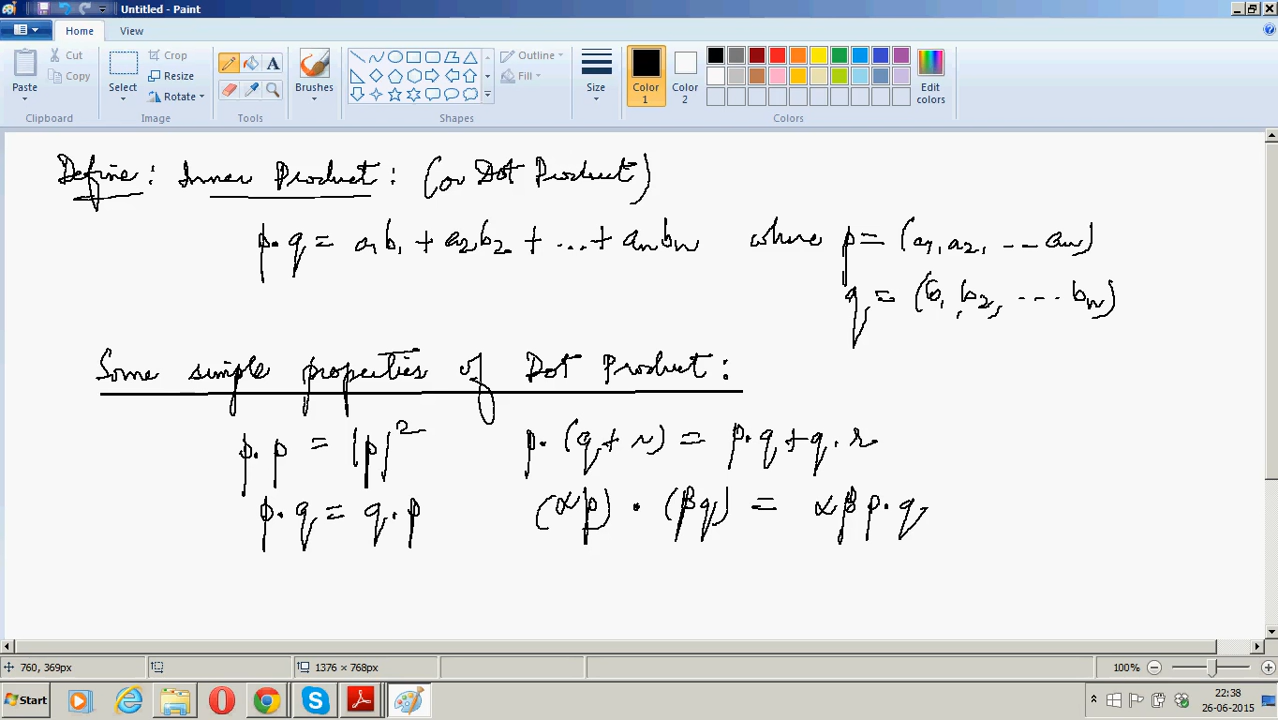 Untitled - Paint
Home View
Paste Cut Copy Select Crop Resize Rotate Brushes Outline Fill Size Color 1 Color 2 Edit colors
Clipboard Image Tools Shapes Colors
Define: Inner Product: (or Dot Product)
p·q = a₁b₁ + a₂b₂ + ... + aₙbₙ where p = (a₁, a₂, ... aₙ)
q = (b₁, b₂, .... bₙ)
Some simple properties of Dot Product:
p.p = |p|² p·(q+r) = p·q+q.r
p·q = q·p (αp) · (βq) = αβ p·q
760, 369px 1376 × 768px 100%
Start 22:38
26-06-2015